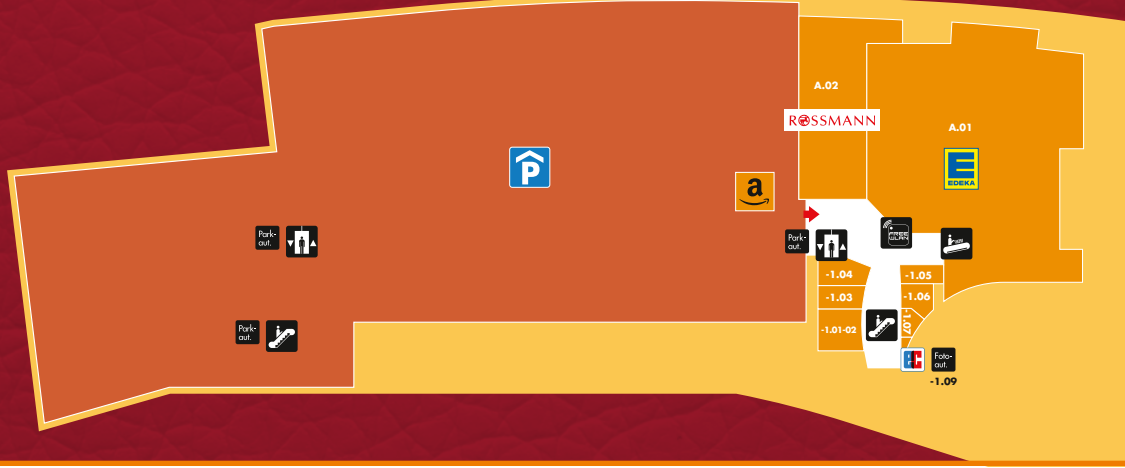 A.02
ROSSMANN
A.01
P
E
EDEKA
a
Park-
aut.
Park-
aut.
FREE
WLAN
-1.04
-1.05
-1.03
-1.06
-1.01-02
-1.07
Park-
aut.
EC
Foto-
aut.
-1.09